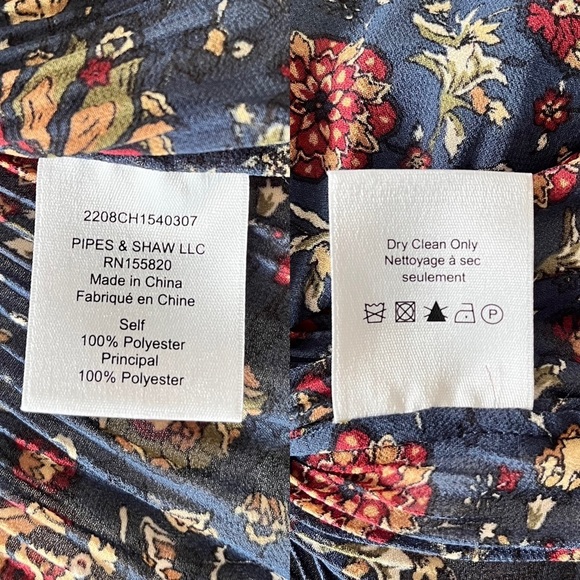 2208CH1540307
PIPES & SHAW LLC
RN155820
Made in China
Fabriqué en Chine
Self
100% Polyester
Principal
100% Polyester
Dry Clean Only
Nettoyage à sec
seulement
P